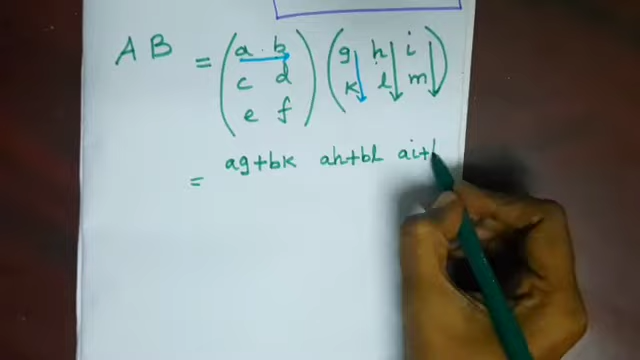 AB = (a b) (g h i)
c d k l m
e f
= ag+bk ah+bl ai+